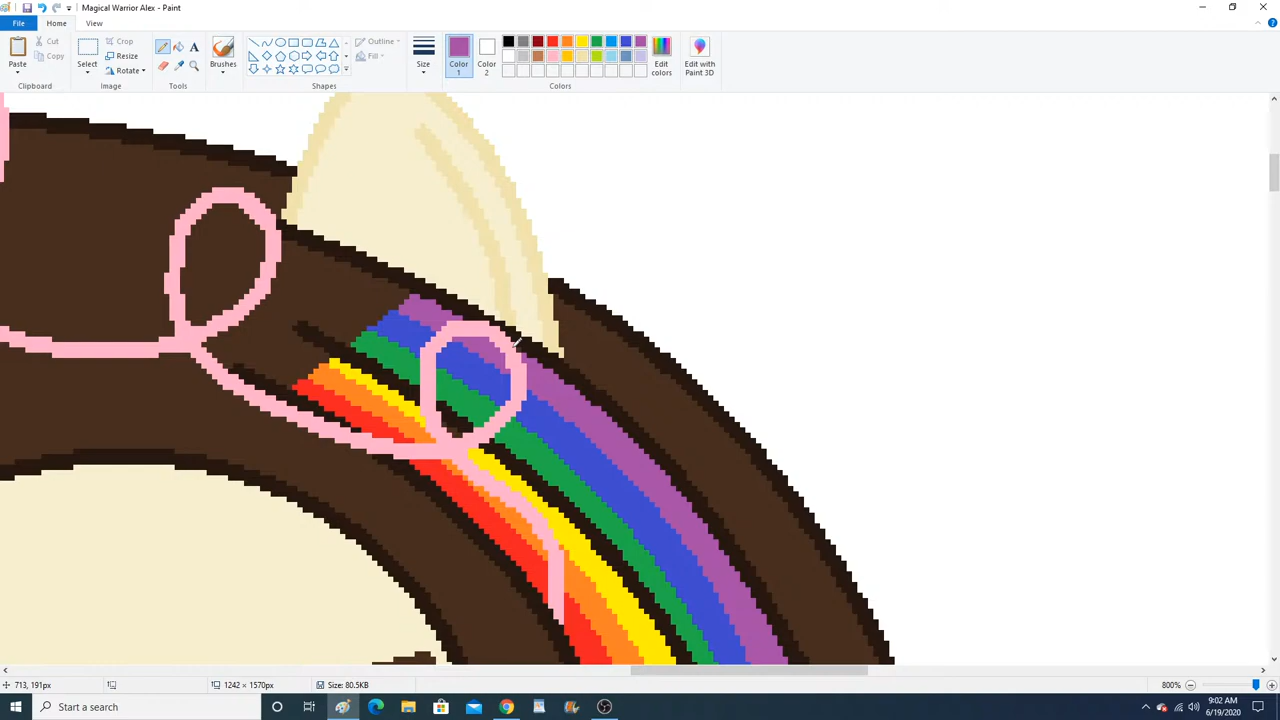 Magical Warrior Alex - Paint
File Home View
Paste
Cut
Copy
Clipboard
Select
Crop
Resize
Rotate
Image
A
Tools
Brushes
Shapes
Outline
Fill
Size
Color 1
Color 2
Edit colors
Colors
Edit with Paint 3D
713, 191px
1242 × 1570px
Size: 80.5KB
800%
Start a search
9:02 AM
6/19/2020